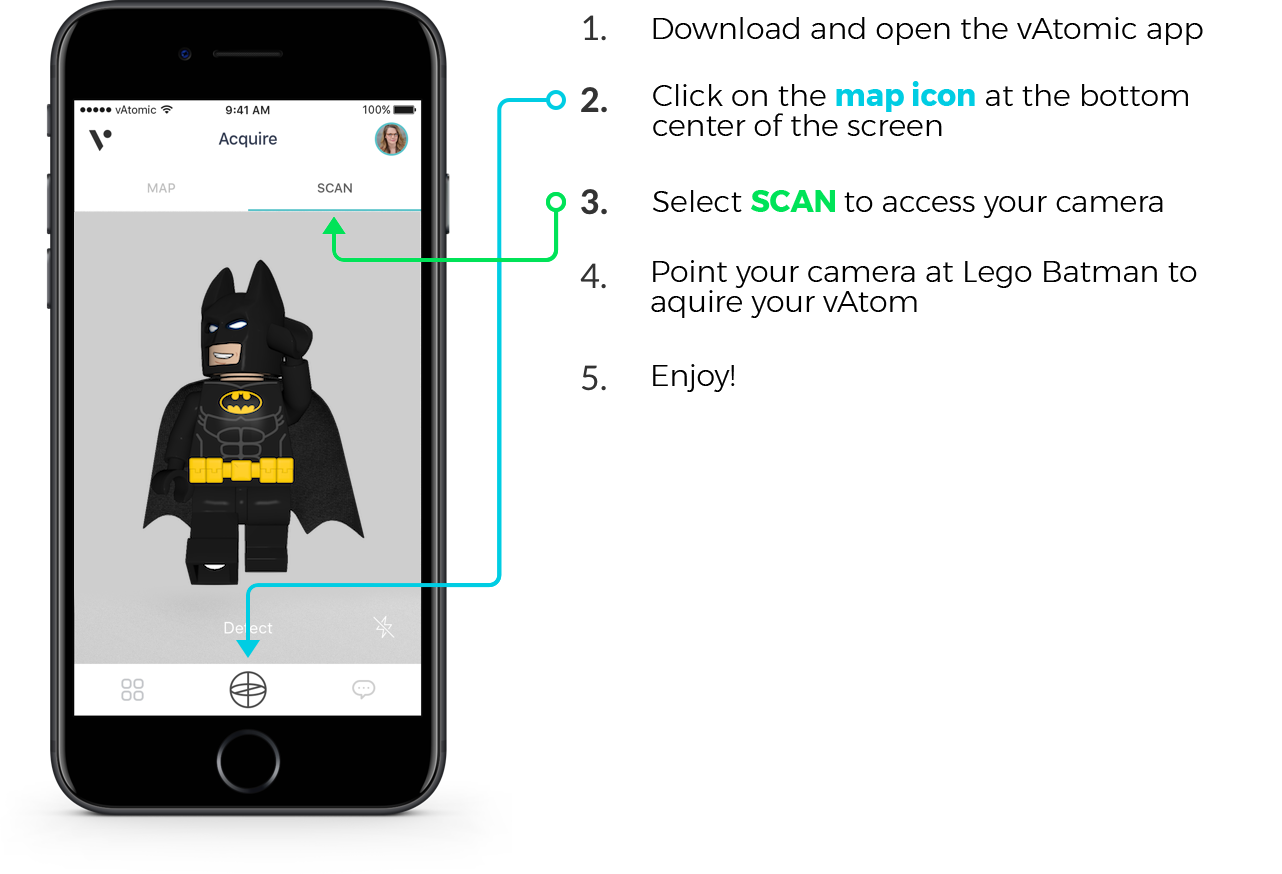 vAtomic 9:41 AM 100%
Acquire
MAP SCAN
Detect
1. Download and open the vAtomic app
2. Click on the map icon at the bottom
center of the screen
3. Select SCAN to access your camera
4. Point your camera at Lego Batman to
aquire your vAtom
5. Enjoy!